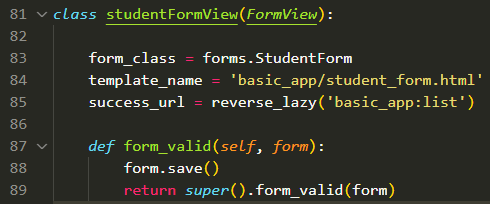 81 class studentFormView(FormView):
82
83     form_class = forms.StudentForm
84     template_name = 'basic_app/student_form.html'
85     success_url = reverse_lazy('basic_app:list')
86
87     def form_valid(self, form):
88         form.save()
89         return super().form_valid(form)